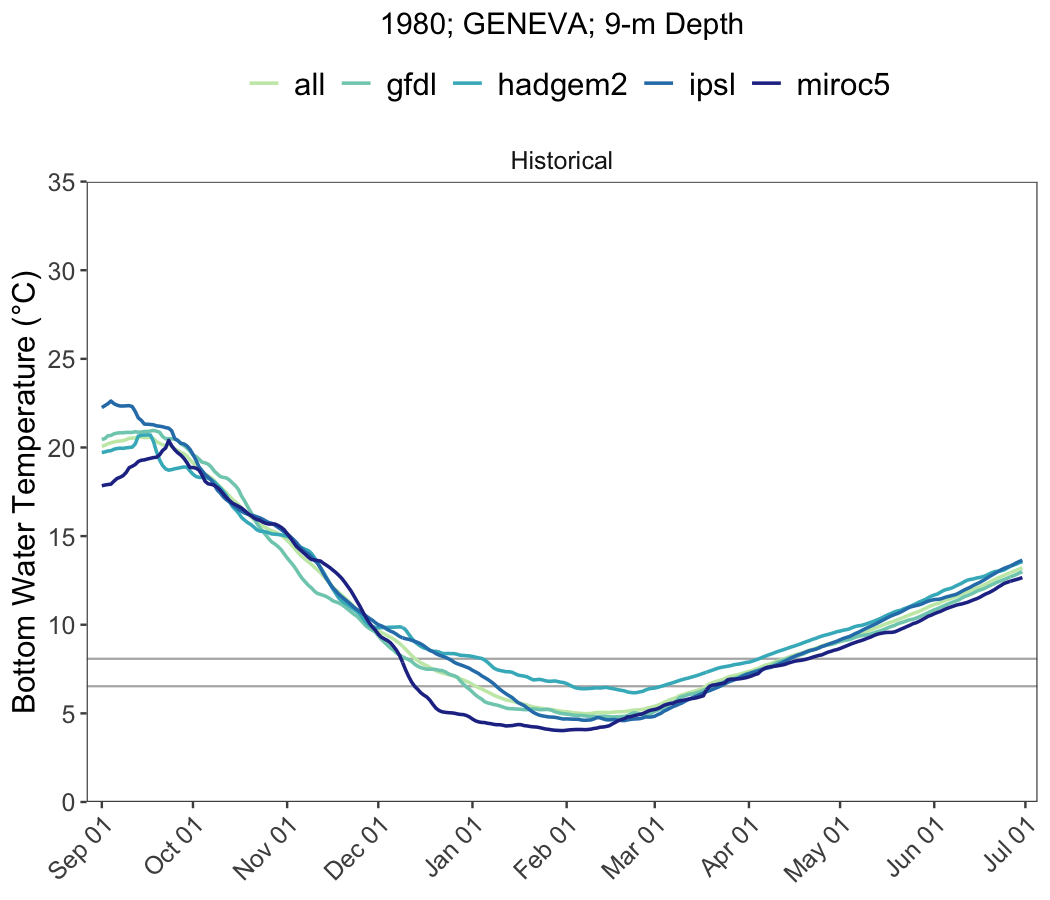 1980; GENEVA; 9-m Depth
all gfdl hadgem2 ipsl miroc5
Historical
Bottom Water Temperature (°C)
35
30
25
20
15
10
5
0
Sep 01 Oct 01 Nov 01 Dec 01 Jan 01 Feb 01 Mar 01 Apr 01 May 01 Jun 01 Jul 01